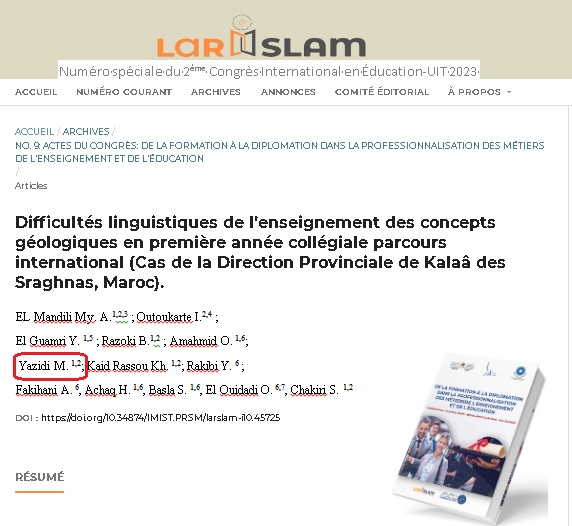 LARISLAM
Numéro spéciale du 2ème Congrès International en Éducation-UIT 2023
ACCUEIL NUMÉRO COURANT ARCHIVES ANNONCES COMITÉ ÉDITORIAL À PROPOS
ACCUEIL / ARCHIVES /
NO. 9: ACTES DU CONGRÈS: DE LA FORMATION À LA DIPLOMATION DANS LA PROFESSIONNALISATION DES MÉTIERS
DE L'ENSEIGNEMENT ET DE L'ÉDUCATION
/
Articles
Difficultés linguistiques de l'enseignement des concepts
géologiques en première année collégiale parcours
international (Cas de la Direction Provinciale de Kalaâ des
Sraghnas, Maroc).
EL Mandili My. A.1,2,3 ; Outoukarte I.2,4 ;
El Guamri Y. 1,5 ; Razoki B.1,2 ; Amahmid O. 1,6;
Yazidi M. 1,2; Kaid Rassou Kh. 1,2; Rakibi Y. 6 ;
Fakihani A. 6, Achaq H. 1,6, Basla S. 1,6, El Ouidadi O. 6,7, Chakiri S. 1,2
DOI : https://doi.org/10.34874/IMIST.PRSM/larslam-i10.45725
RÉSUMÉ
DE LA FORMATION À LA DIPLOMATION
DANS LA PROFESSIONNALISATION
DES MÉTIERS DE L'ENSEIGNEMENT
ET DE L'ÉDUCATION